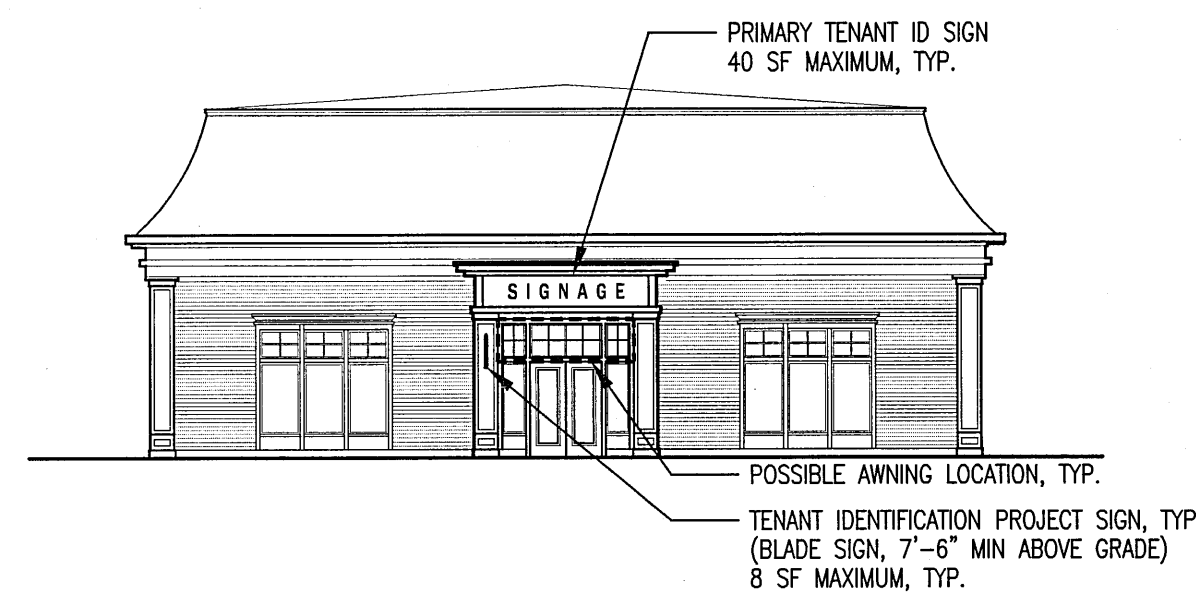 PRIMARY TENANT ID SIGN
40 SF MAXIMUM, TYP.
SIGNAGE
POSSIBLE AWNING LOCATION, TYP.
TENANT IDENTIFICATION PROJECT SIGN, TYP
(BLADE SIGN, 7'-6" MIN ABOVE GRADE)
8 SF MAXIMUM, TYP.